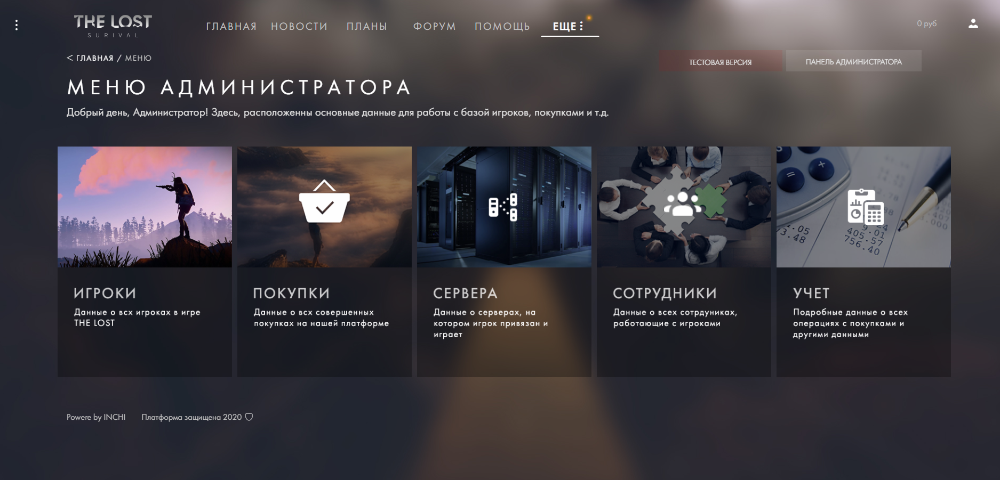 THE LOST
SURIVAL
ГЛАВНАЯ НОВОСТИ ПЛАНЫ ФОРУМ ПОМОЩЬ ЕЩЕ
0 руб
< ГЛАВНАЯ / МЕНЮ
ТЕСТОВАЯ ВЕРСИЯ
ПАНЕЛЬ АДМИНИСТРАТОРА
МЕНЮ АДМИНИСТРАТОРА
Добрый день, Администратор! Здесь, расположенны основные данные для работы с базой игроков, покупками и т.д.
ИГРОКИ
Данные о всх игроках в игре
THE LOST
ПОКУПКИ
Данные о всх совершенных
покупках на нашей платформе
СЕРВЕРА
Данные о серверах, на
котором игрок привязан и
играет
СОТРУДНИКИ
Данные о всех сотрдуниках,
работающие с игроками
УЧЕТ
Подробные данные о всех
операциях с покупками и
другими данными
Powere by INCHI
Платформа защищена 2020